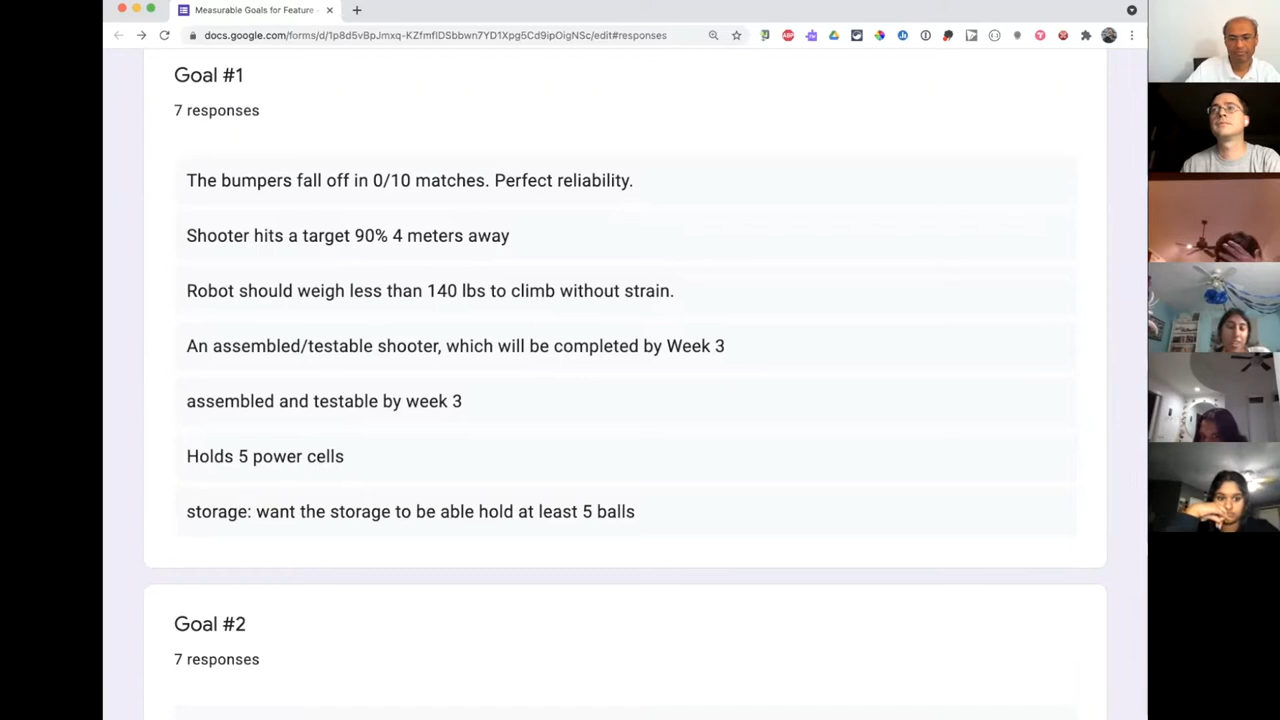 Measurable Goals for Feature
docs.google.com/forms/d/1p8d5vBpJmxq-KZfmflDSbbwn7YD1Xpg5Cd9ipOigNSc/edit#responses
Goal #1
7 responses
The bumpers fall off in 0/10 matches. Perfect reliability.
Shooter hits a target 90% 4 meters away
Robot should weigh less than 140 lbs to climb without strain.
An assembled/testable shooter, which will be completed by Week 3
assembled and testable by week 3
Holds 5 power cells
storage: want the storage to be able hold at least 5 balls
Goal #2
7 responses